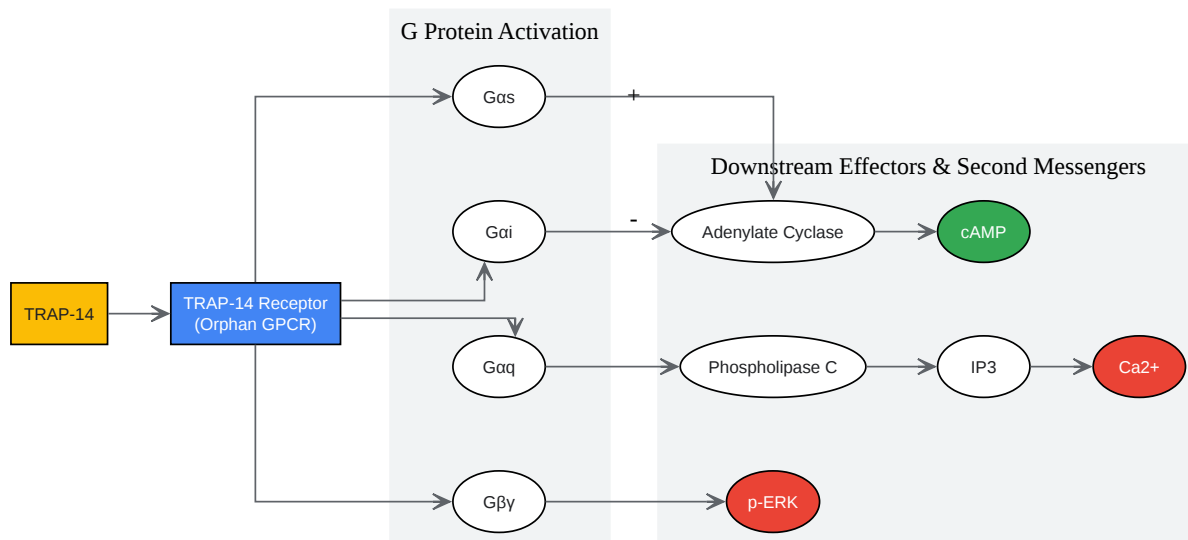 G Protein Activation
Gαs
+
Downstream Effectors & Second Messengers
Gαi
-
Adenylate Cyclase
cAMP
TRAP-14
TRAP-14 Receptor
(Orphan GPCR)
Gαq
Phospholipase C
IP3
Ca2+
Gβγ
p-ERK